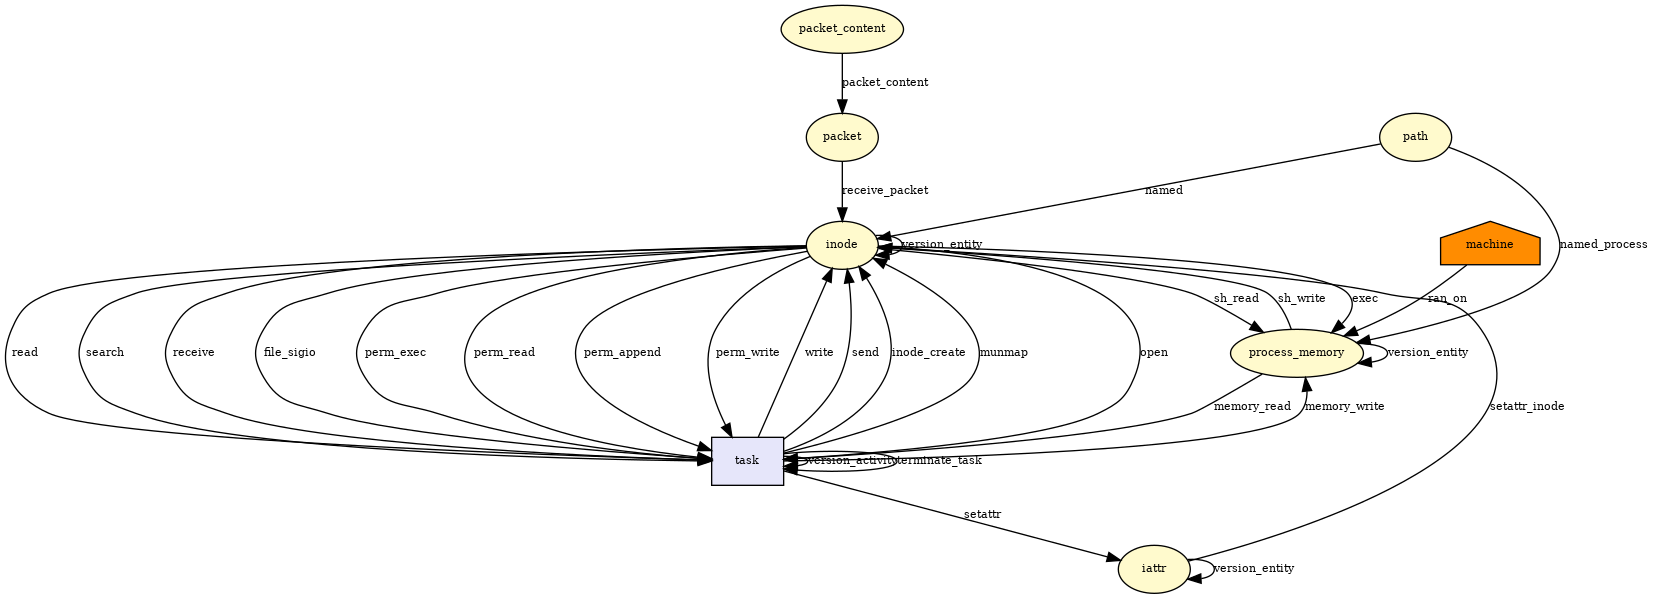 packet_content
packet_content
packet
path
receive_packet
named
inode
version_entity
machine
named_process
sh_read
sh_write
exec
ran_on
read
search
receive
file_sigio
perm_exec
perm_read
perm_append
perm_write
write
send
inode_create
munmap
open
process_memory
version_entity
memory_read
memory_write
setattr_inode
task
version_activity
terminate_task
setattr
iattr
version_entity